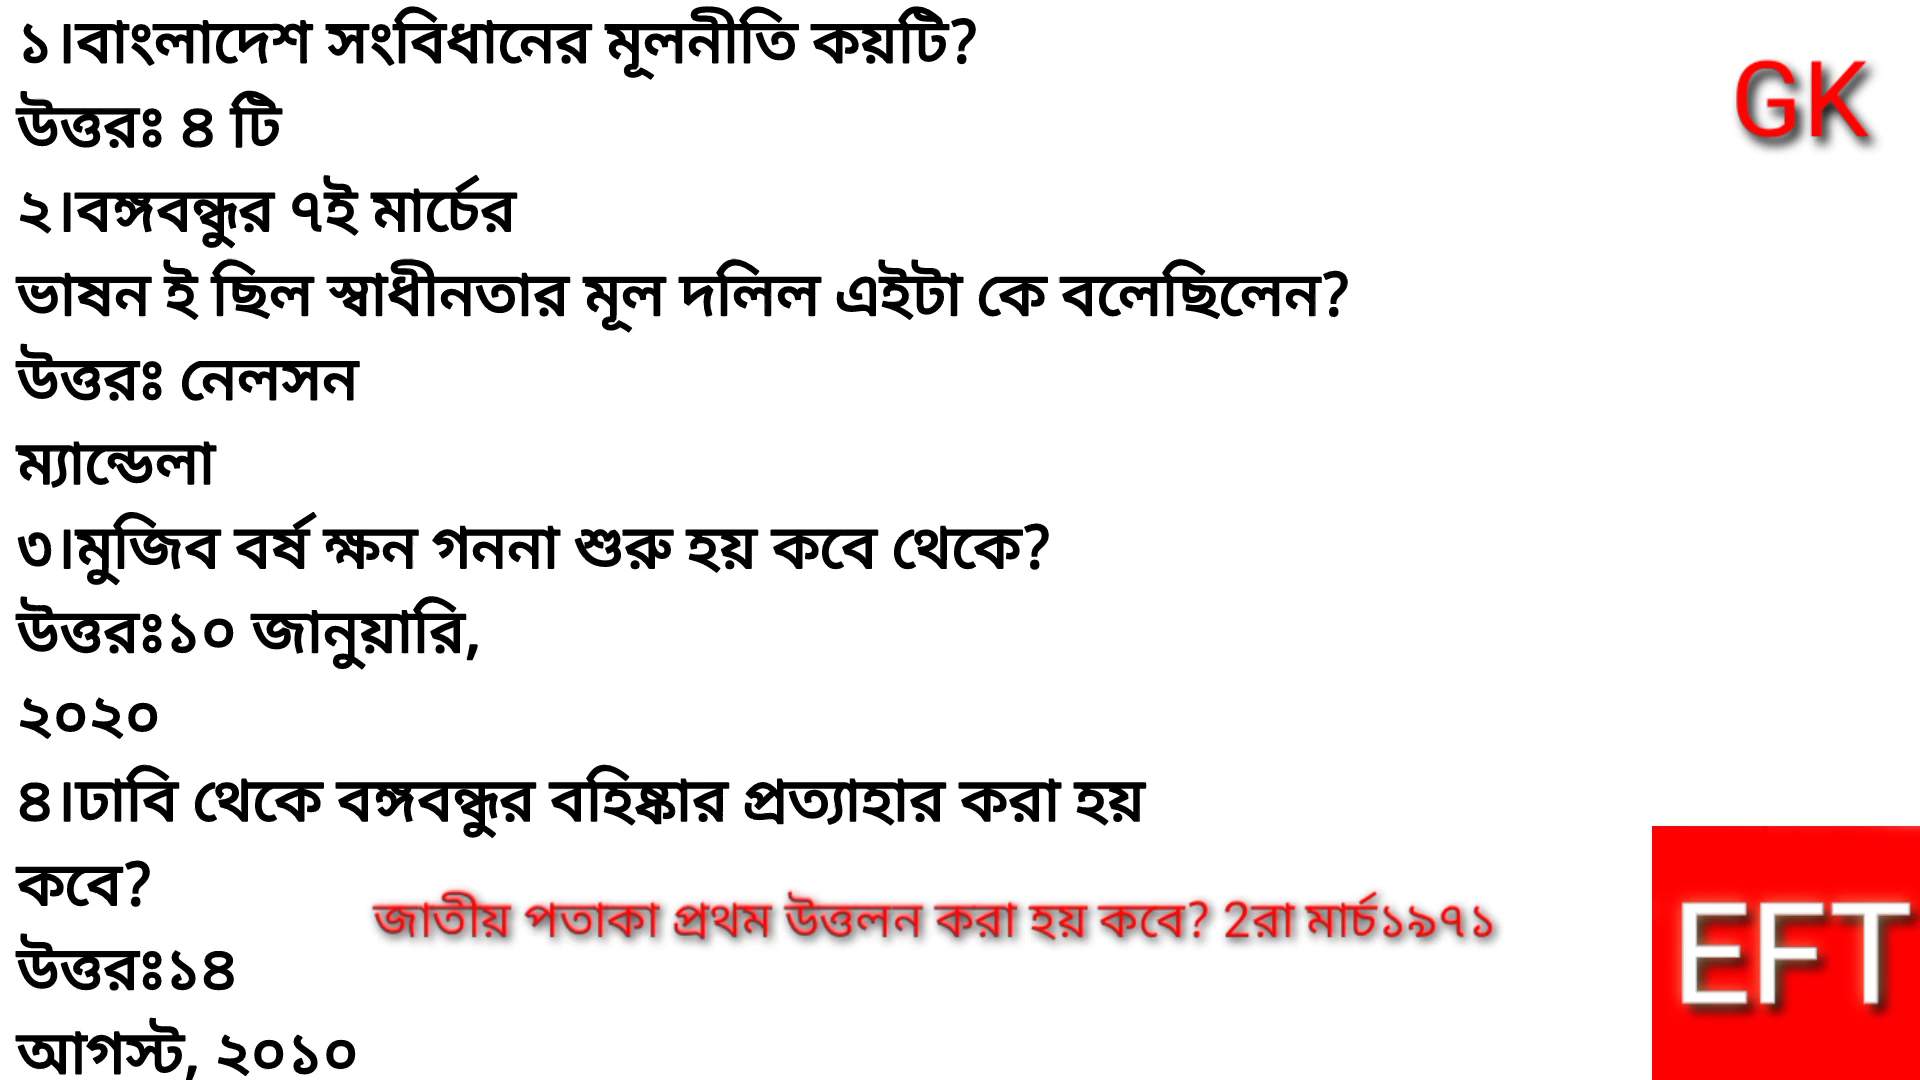 ১।বাংলাদেশ সংবিধানের মূলনীতি কয়টি?
উত্তরঃ ৪ টি
২।বঙ্গবন্ধুর ৭ই মার্চের
ভাষন ই ছিল স্বাধীনতার মূল দলিল এইটা কে বলেছিলেন?
উত্তরঃ নেলসন
ম্যান্ডেলা
৩।মুজিব বর্ষ ক্ষন গননা শুরু হয় কবে থেকে?
উত্তরঃ১০ জানুয়ারি,
২০২০
৪।ঢাবি থেকে বঙ্গবন্ধুর বহিষ্কার প্রত্যাহার করা হয়
কবে?
উত্তরঃ১৪
আগস্ট, ২০১০
জাতীয় পতাকা প্রথম উত্তলন করা হয় কবে? 2রা মার্চ১৯৭১
GK
EFT